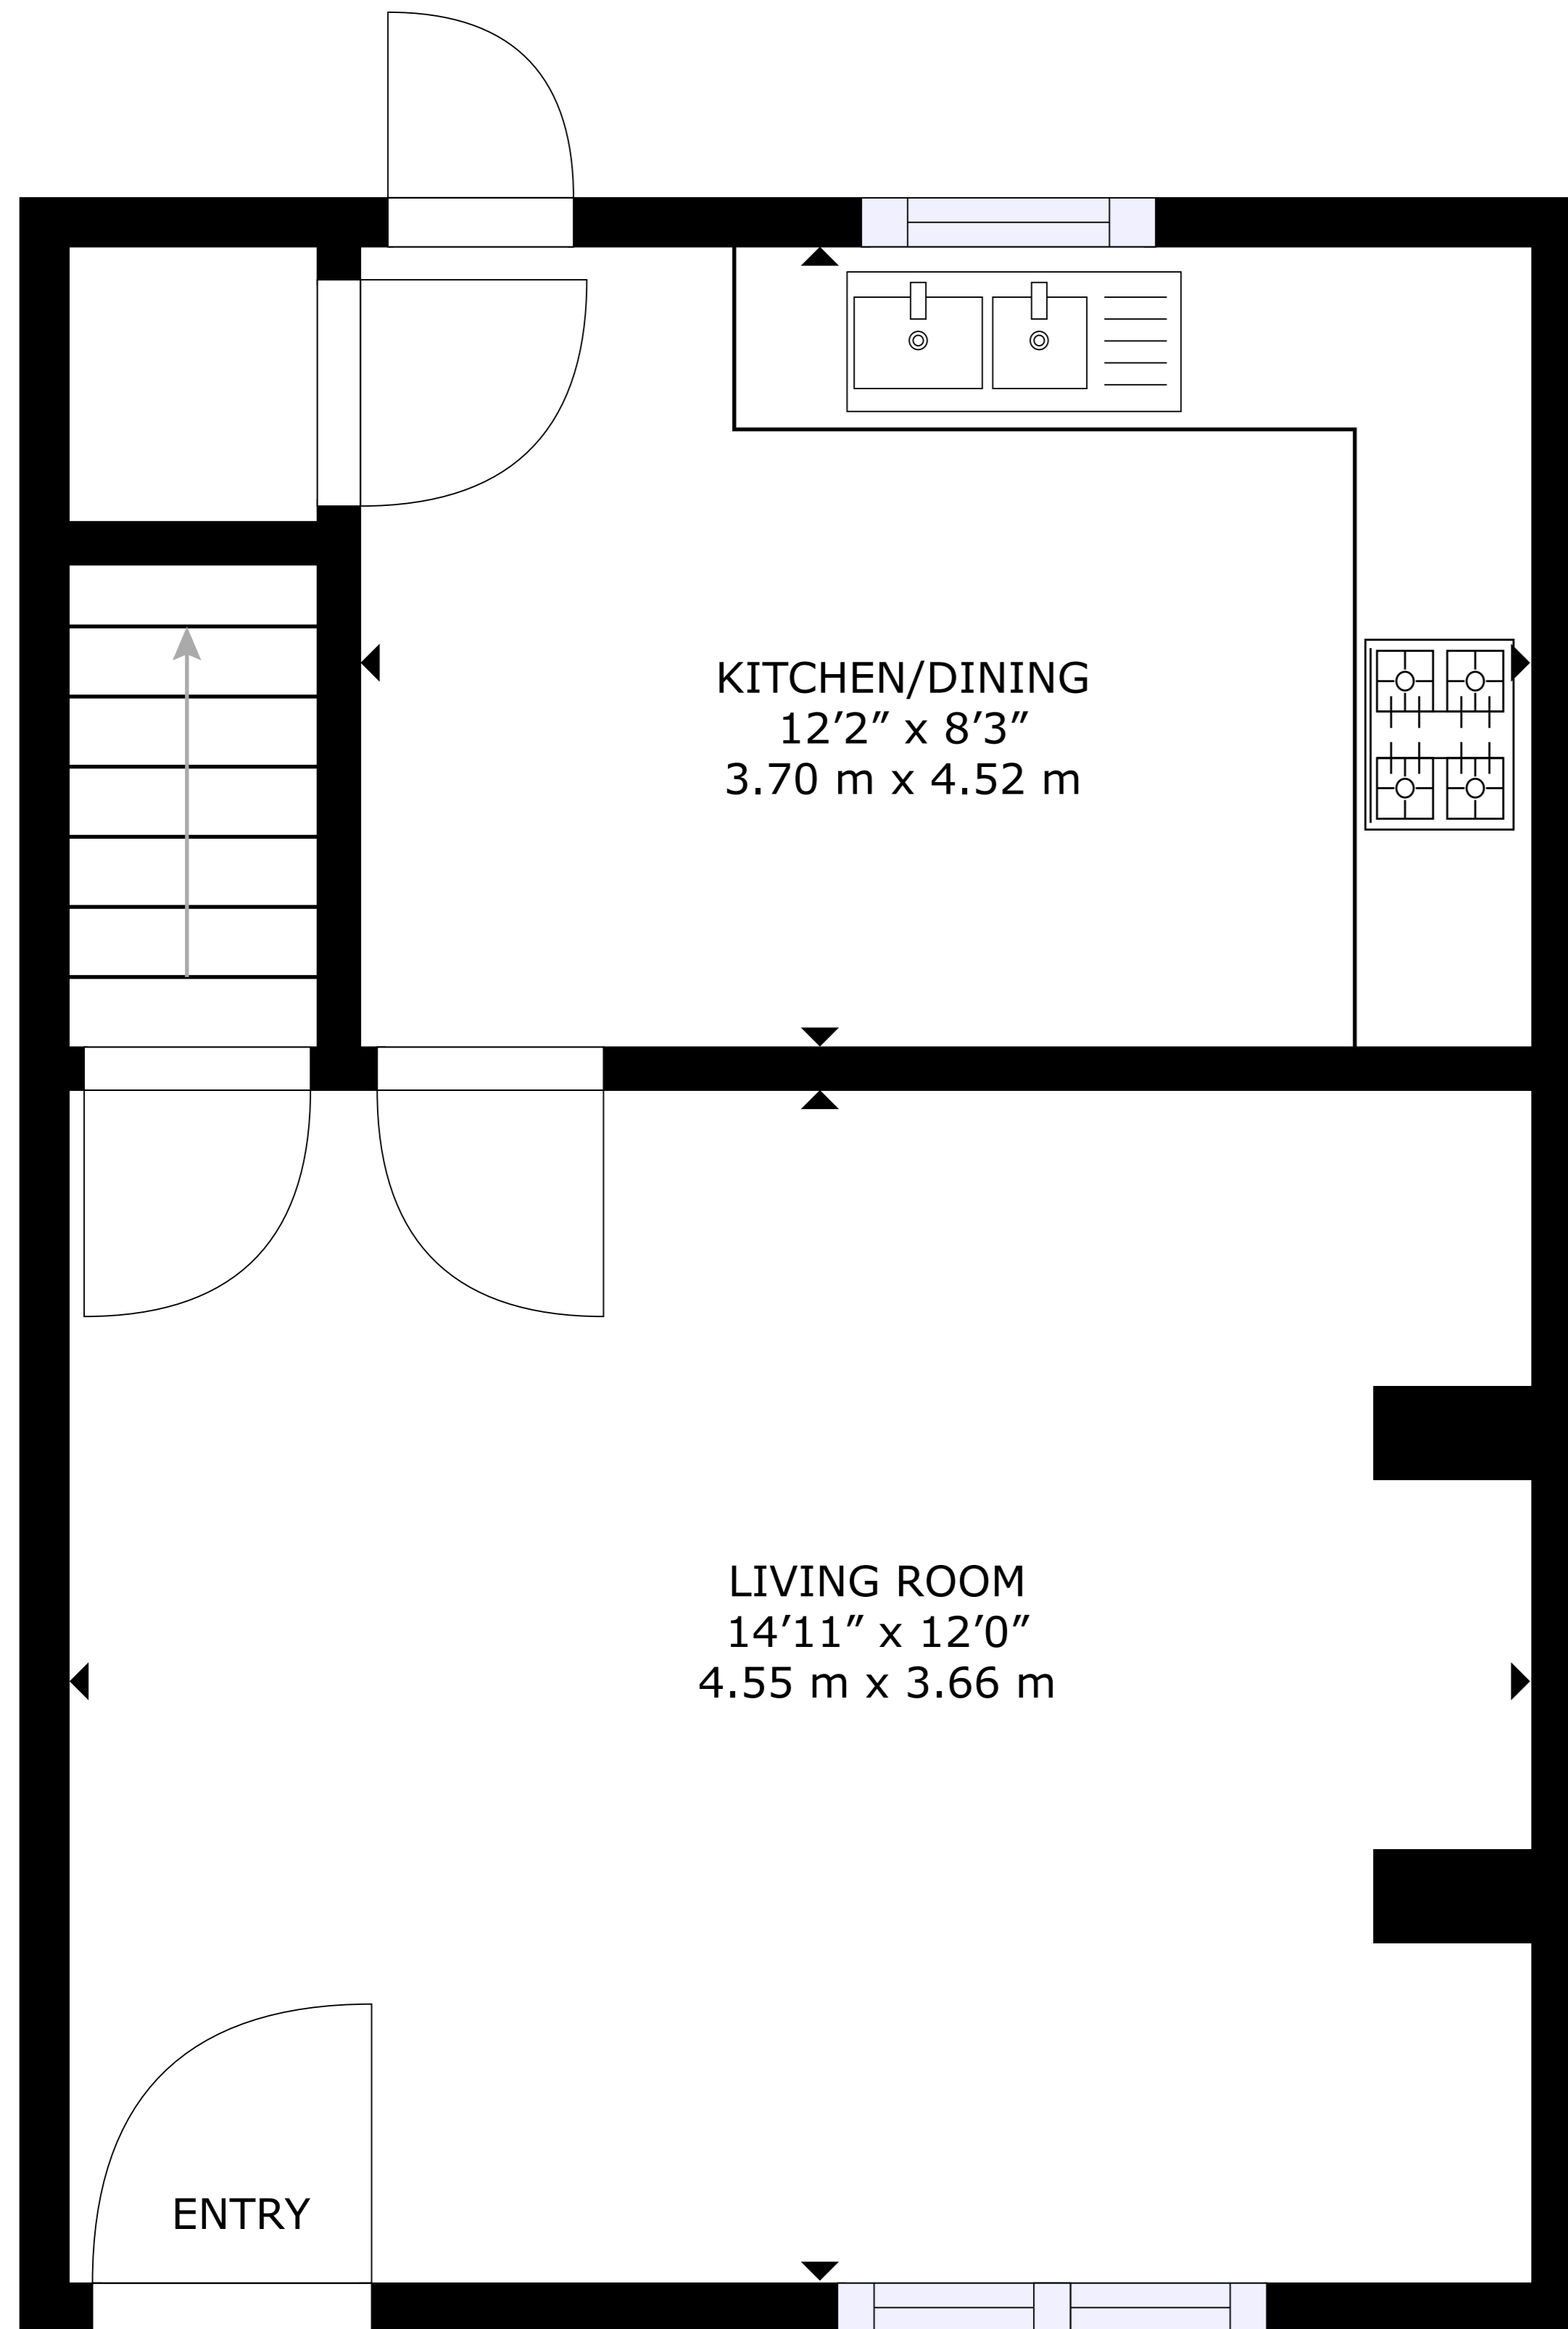 KITCHEN/DINING
12′2″ x 8′3″
3.70 m x 4.52 m
LIVING ROOM
14′11″ x 12′0″
4.55 m x 3.66 m
ENTRY